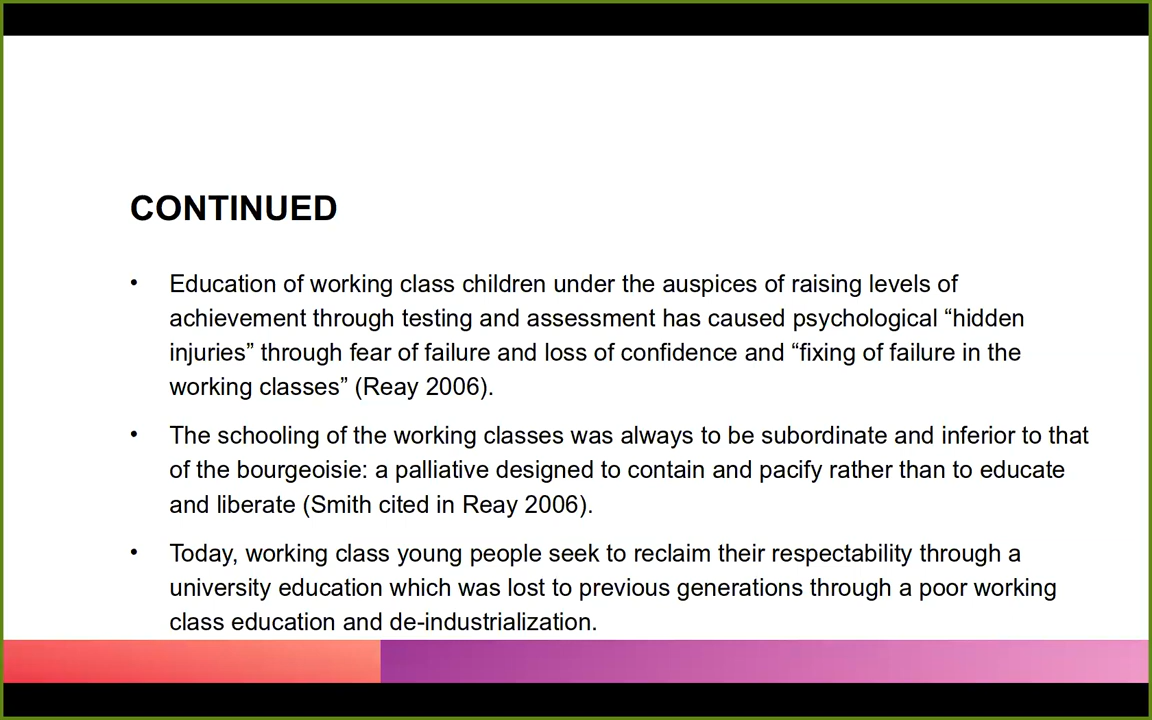 CONTINUED
• Education of working class children under the auspices of raising levels of
achievement through testing and assessment has caused psychological “hidden
injuries” through fear of failure and loss of confidence and “fixing of failure in the
working classes” (Reay 2006).
• The schooling of the working classes was always to be subordinate and inferior to that
of the bourgeoisie: a palliative designed to contain and pacify rather than to educate
and liberate (Smith cited in Reay 2006).
• Today, working class young people seek to reclaim their respectability through a
university education which was lost to previous generations through a poor working
class education and de-industrialization.